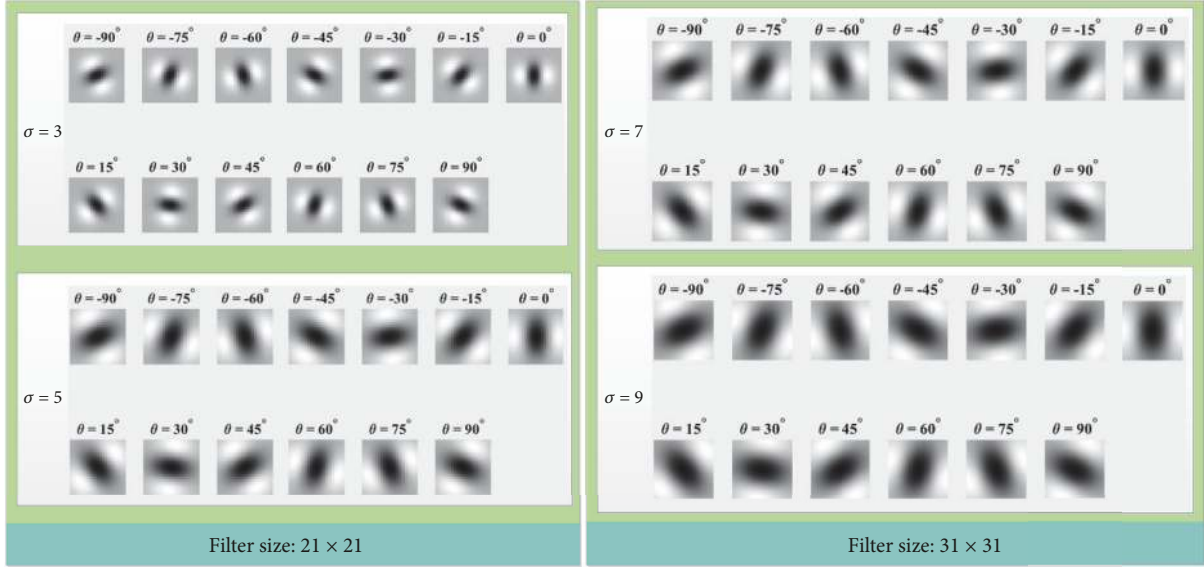 θ = -90° θ = -75° θ = -60° θ = -45° θ = -30° θ = -15° θ = 0°
σ = 3
θ = 15° θ = 30° θ = 45° θ = 60° θ = 75° θ = 90°
θ = -90° θ = -75° θ = -60° θ = -45° θ = -30° θ = -15° θ = 0°
σ = 5
θ = 15° θ = 30° θ = 45° θ = 60° θ = 75° θ = 90°
Filter size: 21 × 21
θ = -90° θ = -75° θ = -60° θ = -45° θ = -30° θ = -15° θ = 0°
σ = 7
θ = 15° θ = 30° θ = 45° θ = 60° θ = 75° θ = 90°
θ = -90° θ = -75° θ = -60° θ = -45° θ = -30° θ = -15° θ = 0°
σ = 9
θ = 15° θ = 30° θ = 45° θ = 60° θ = 75° θ = 90°
Filter size: 31 × 31